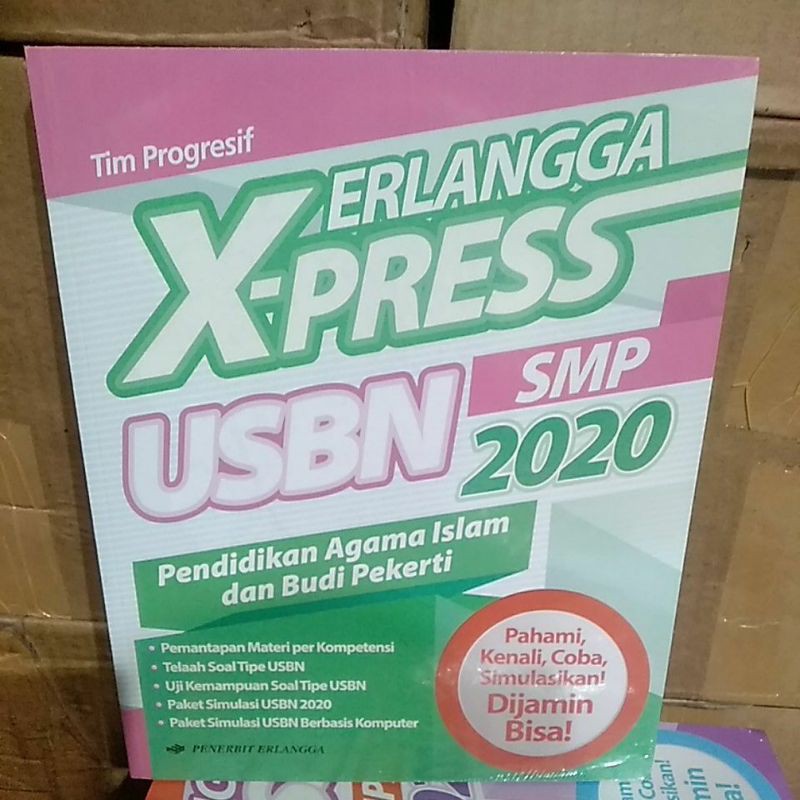 Tim Progresif
ERLANGGA
X-PRESS
USBN
SMP
2020
Pendidikan Agama Islam
dan Budi Pekerti
• Pemantapan Materi per Kompetensi
• Telaah Soal Tipe USBN
• Uji Kemampuan Soal Tipe USBN
• Paket Simulasi USBN 2020
• Paket Simulasi USBN Berbasis Komputer
Pahami,
Kenali, Coba,
Simulasikan!
Dijamin
Bisa!
PENERBIT ERLANGGA